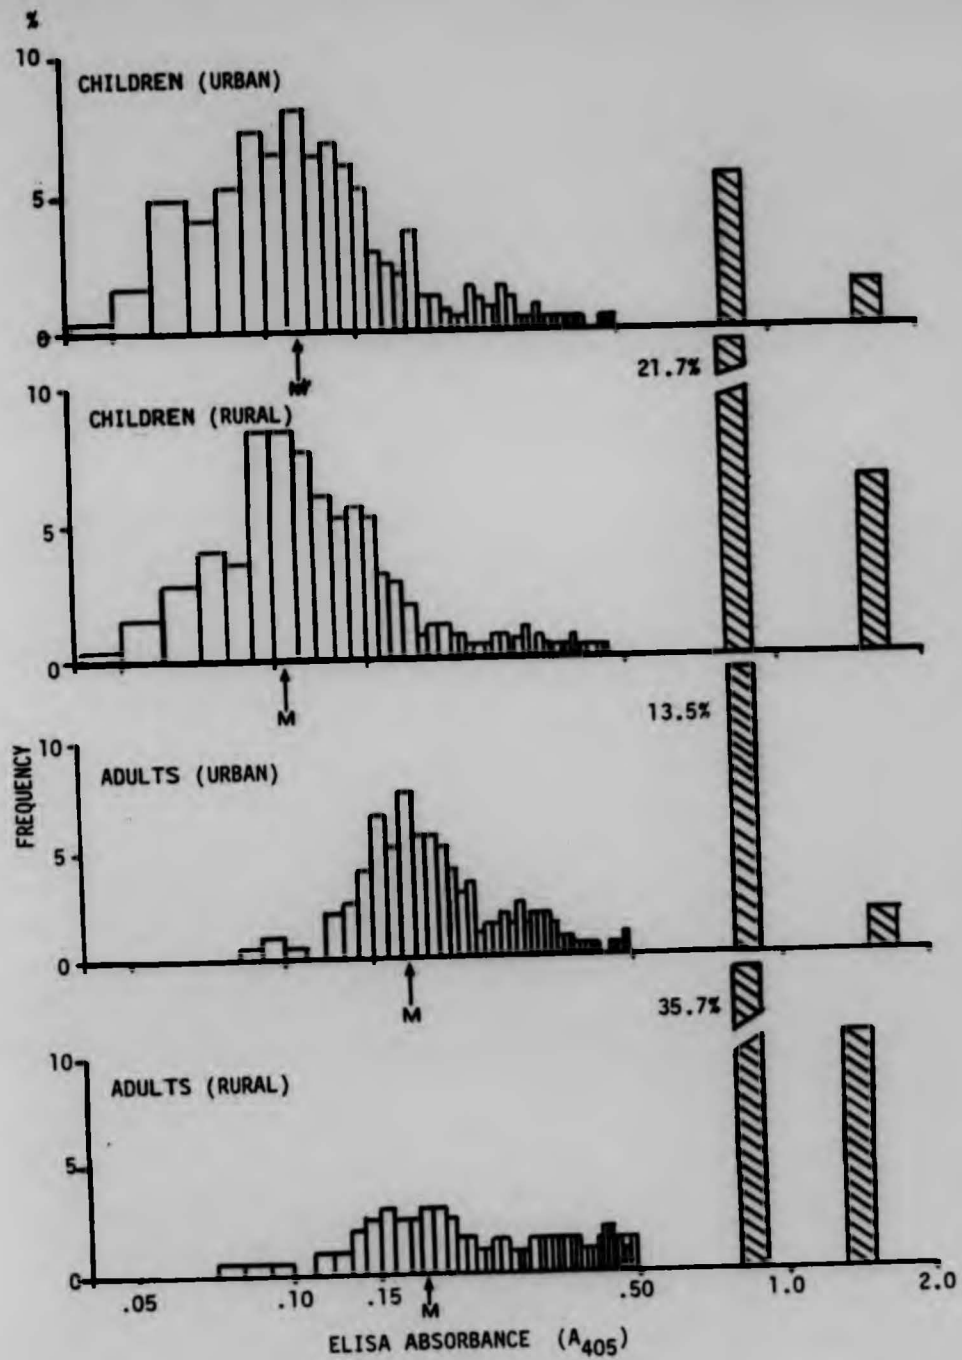 %
10
CHILDREN (URBAN)
5
0
M
21.7%
10
CHILDREN (RURAL)
5
0
M
13.5%
10
ADULTS (URBAN)
5
0
M
35.7%
10
ADULTS (RURAL)
5
0
M
FREQUENCY
.05 .10 .15 .50 1.0 2.0
ELISA ABSORBANCE (A405)